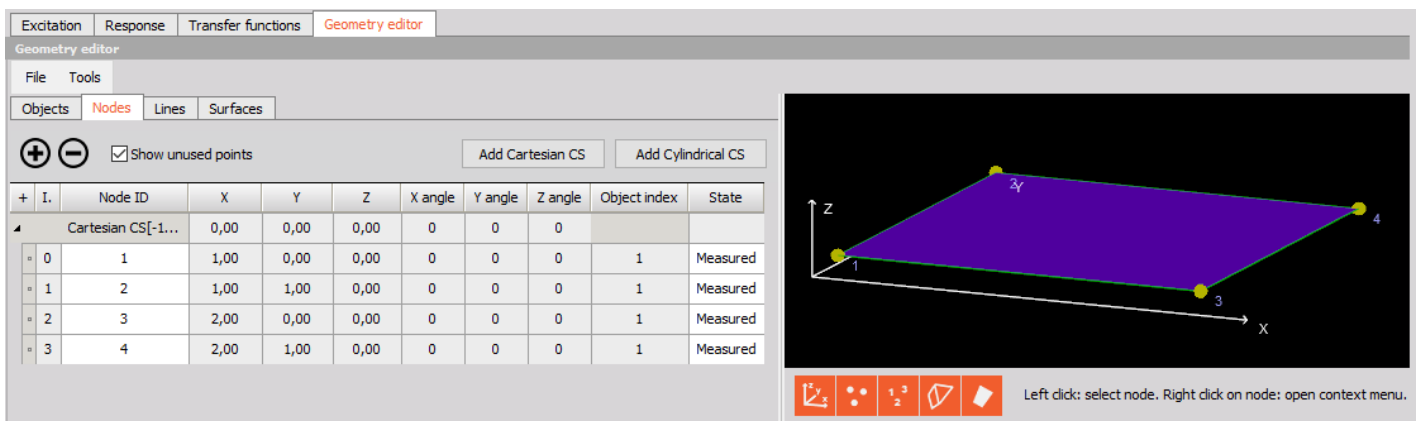 Excitation Response Transfer functions Geometry editor
Geometry editor
File Tools
Objects Nodes Lines Surfaces
Show unused points Add Cartesian CS Add Cylindrical CS
+ I. Node ID X Y Z X angle Y angle Z angle Object index State
Cartesian CS[-1... 0,00 0,00 0,00 0 0 0
0 1 1,00 0,00 0,00 0 0 1 Measured
1 2 1,00 1,00 0,00 0 0 0 1 Measured
2 3 2,00 0,00 0,00 0 0 0 1 Measured
3 4 2,00 1,00 0,00 0 0 0 1 Measured
Z
2 Y
4
1
3
X
z y x
1 3 2
Left click: select node. Right click on node: open context menu.